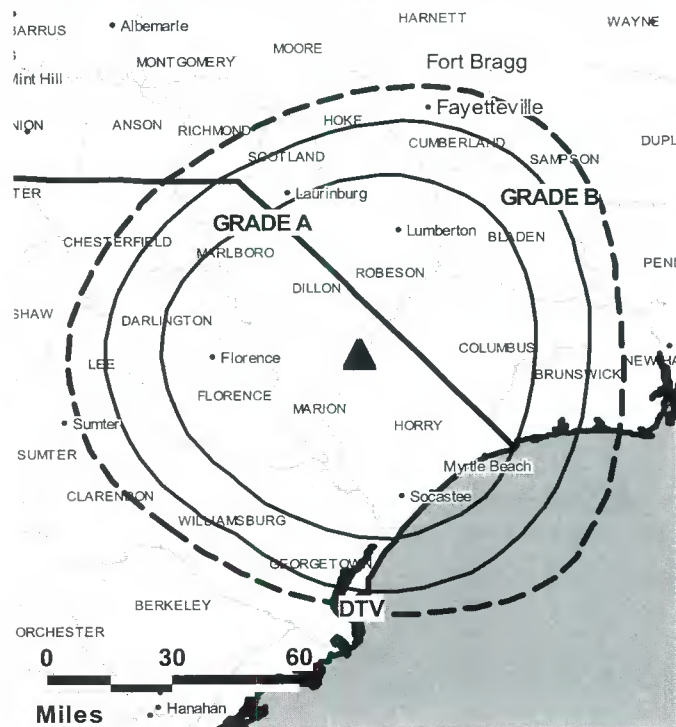 HARNETT
WAYNE
BARRUS
Albemarle
MOORE
MONTGOMERY
Fort Bragg
Mint Hill
Fayetteville
NION
ANSON
RICHMOND
HOKE
CUMBERLAND
DUPL
SCOTLAND
SAMPSON
TER
Laurinburg
GRADE B
GRADE A
Lumberton
BLADEN
CHESTERFIELD
MARLBORO
ROBESON
PEND
DILLON
SHAW
DARLINGTON
COLUMBUS
LEE
Florence
NEW HA
BRUNSWICK
FLORENCE
MARION
Sumter
HORRY
SUMTER
Myrtle Beach
CLARENDON
Socastee
WILLIAMSBURG
GEORGETOWN
BERKELEY
DTV
ORCHESTER
0 30 60
Miles
Hanahan